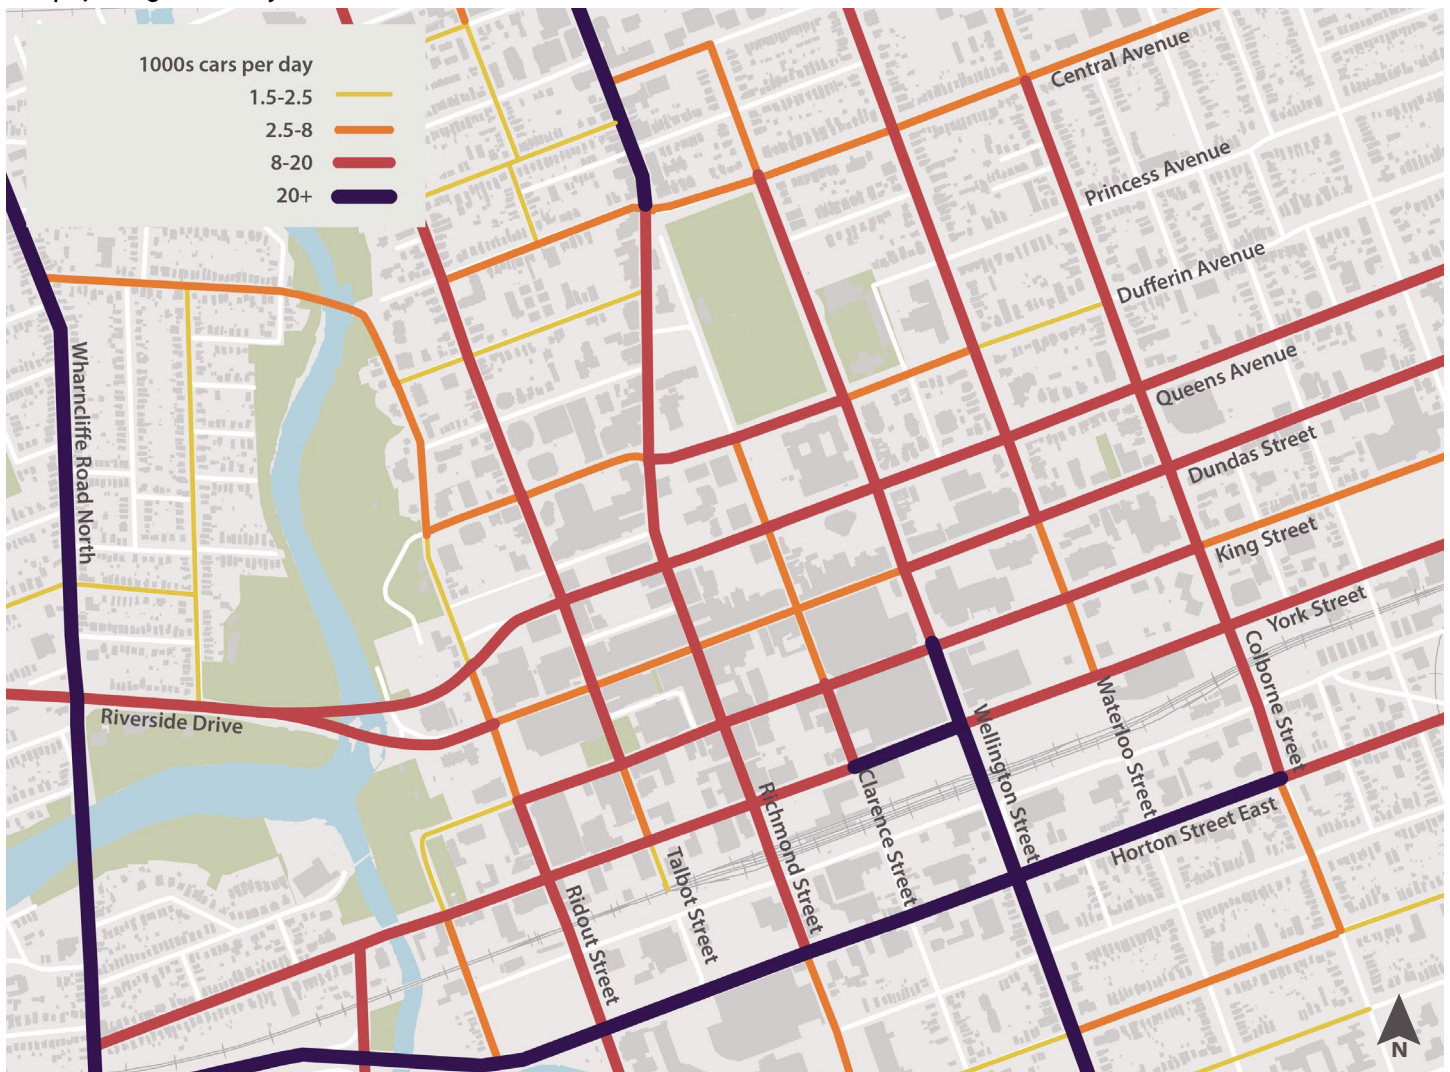 1000s cars per day
1.5-2.5
2.5-8
8-20
20+
Central Avenue
Princess Avenue
Dufferin Avenue
Queens Avenue
Dundas Street
King Street
York Street
Wharncliffe Road North
Riverside Drive
Colborne Street
Waterloo Street
Wellington Street
Clarence Street
Richmond Street
Talbot Street
Ridout Street
Horton Street East
N